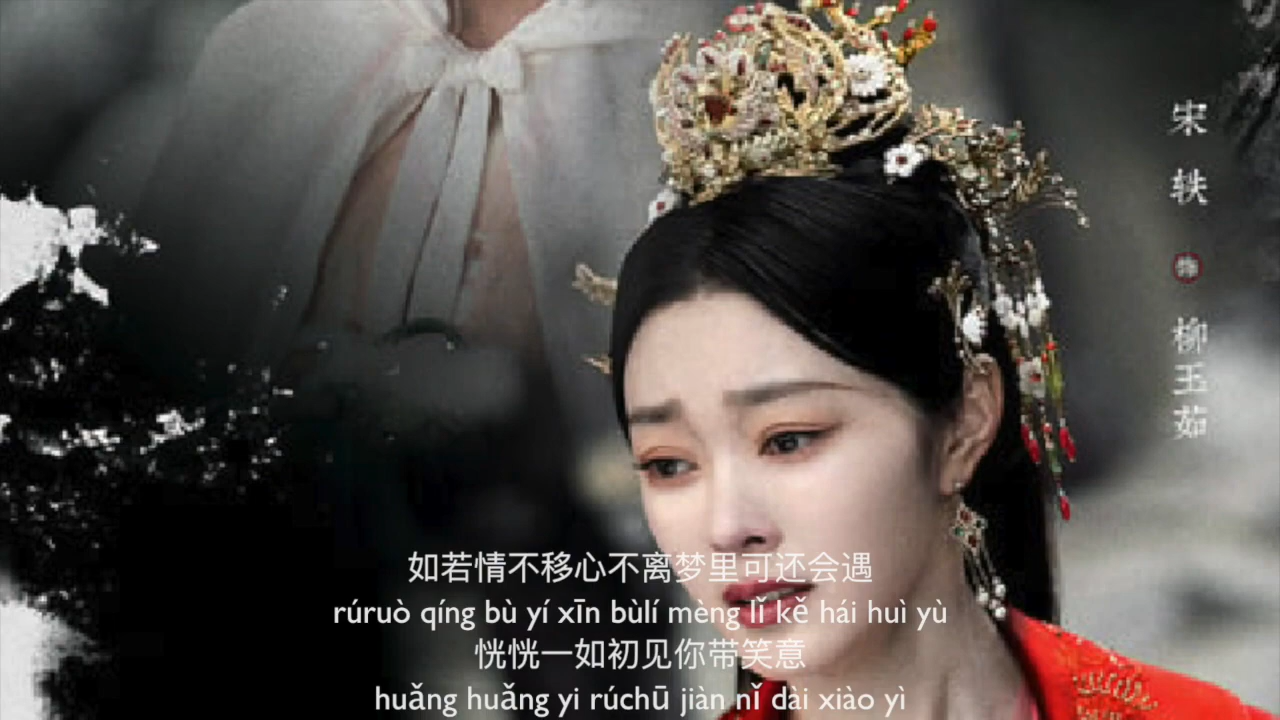 宋轶
饰
柳玉茹
如若情不移心不离梦里可还会遇
rúruò qíng bù yí xīn bùlí mèng lǐ kě hái huì yù
恍恍一如初见你带笑意
huǎng huǎng yi rúchū jiàn nǐ dài xiào yì